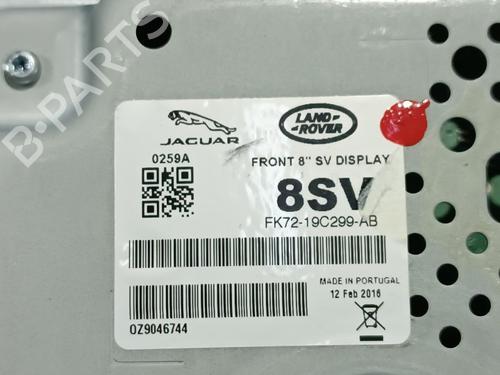 B-PARTS
JAGUAR
LAND
ROVER
0259A
FRONT 8" SV DISPLAY
8SV
FK72-19C299-AB
MADE IN PORTUGAL
12 Feb 2016
OZ9046744